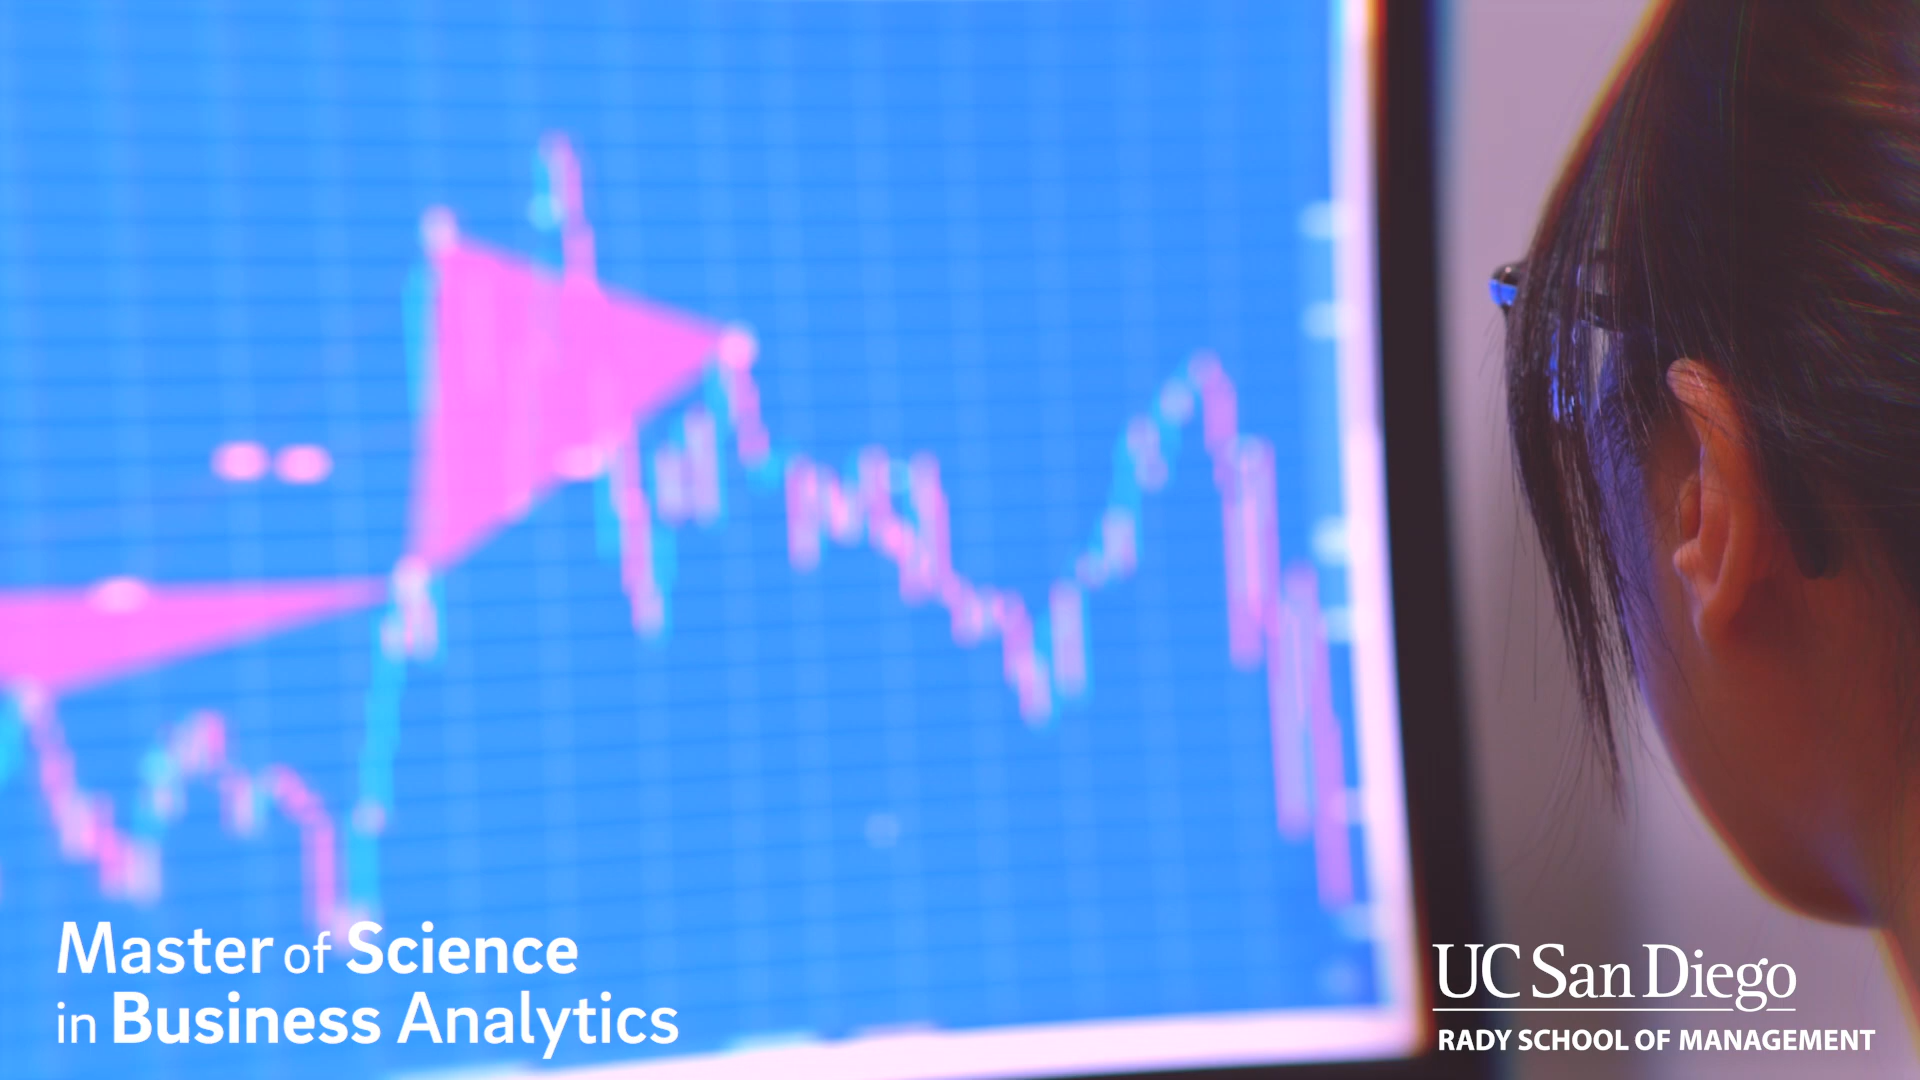 Master of Science
in Business Analytics
UC San Diego
RADY SCHOOL OF MANAGEMENT